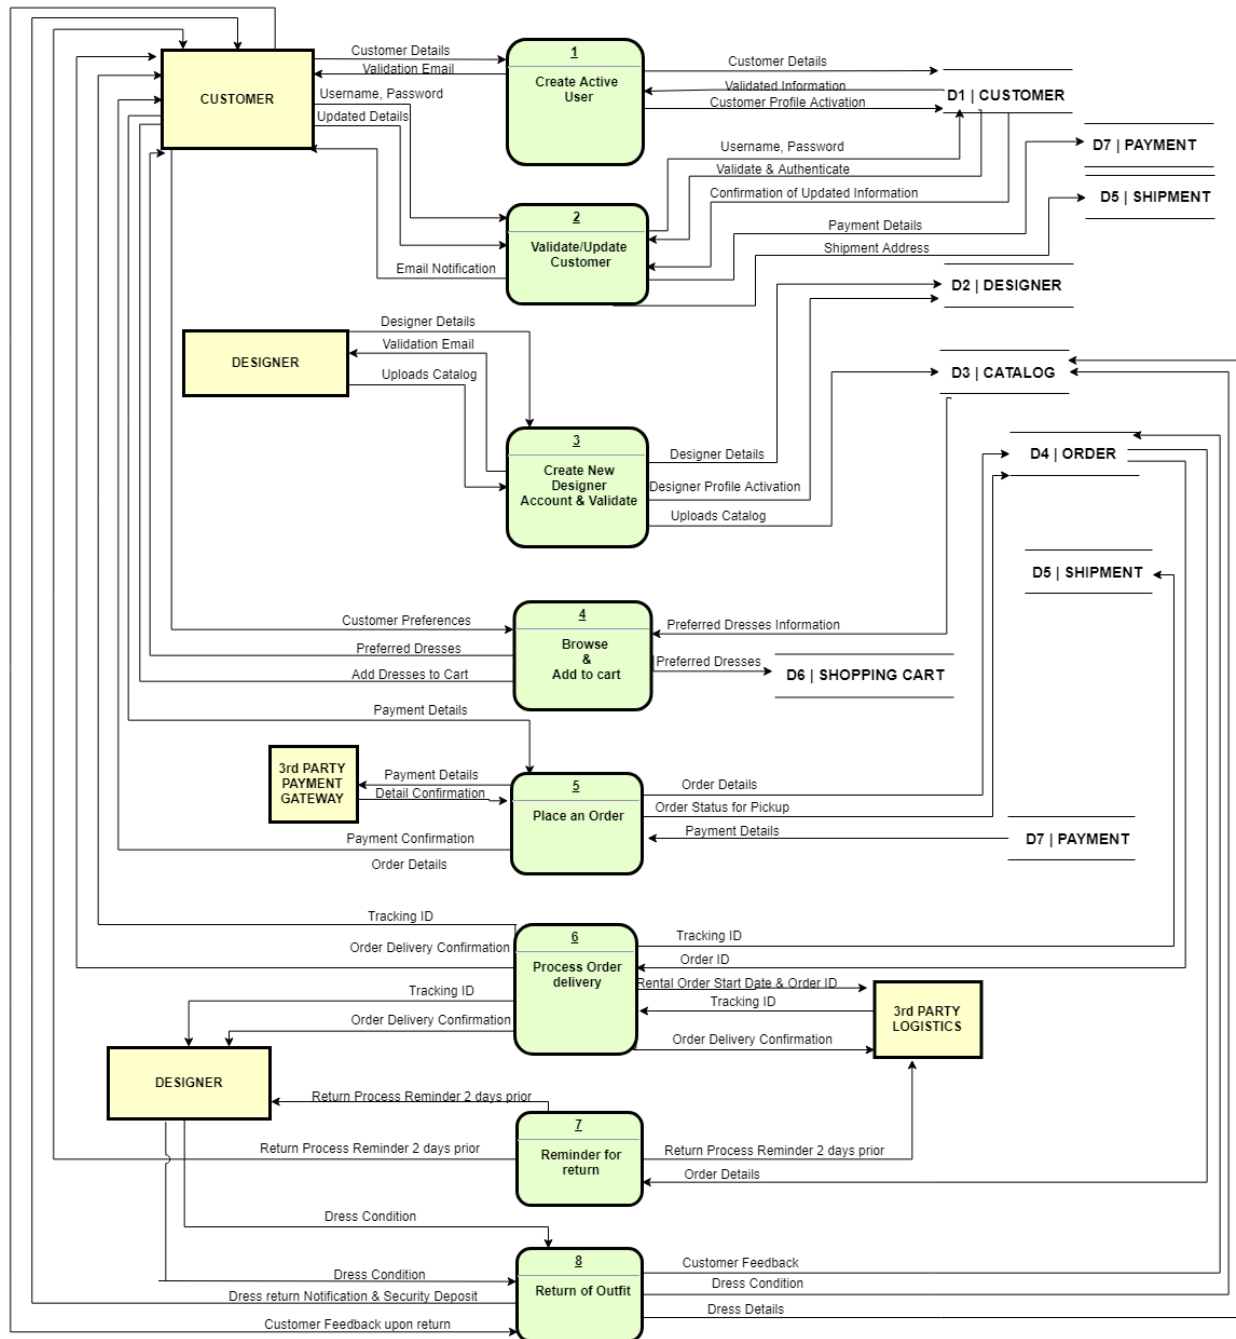 CUSTOMER
Customer Details
Validation Email
Username, Password
Updated Details
Email Notification
1
Create Active
User
Customer Details
Validated Information
Customer Profile Activation
D1 | CUSTOMER
D7 | PAYMENT
D5 | SHIPMENT
Username, Password
Validate & Authenticate
Confirmation of Updated Information
Payment Details
Shipment Address
2
Validate/Update
Customer
D2 | DESIGNER
DESIGNER
Designer Details
Validation Email
Uploads Catalog
D3 | CATALOG
3
Create New
Designer
Account & Validate
Designer Details
Designer Profile Activation
Uploads Catalog
D4 | ORDER
D5 | SHIPMENT
Customer Preferences
Preferred Dresses
Add Dresses to Cart
4
Browse
&
Add to cart
Preferred Dresses Information
Preferred Dresses
D6 | SHOPPING CART
Payment Details
3rd PARTY
PAYMENT
GATEWAY
Payment Details
Detail Confirmation
Payment Confirmation
Order Details
5
Place an Order
Order Details
Order Status for Pickup
Payment Details
D7 | PAYMENT
Tracking ID
Order Delivery Confirmation
Tracking ID
Order Delivery Confirmation
6
Process Order
delivery
Tracking ID
Order ID
Rental Order Start Date & Order ID
Tracking ID
Order Delivery Confirmation
3rd PARTY
LOGISTICS
DESIGNER
Return Process Reminder 2 days prior
Return Process Reminder 2 days prior
7
Reminder for
return
Return Process Reminder 2 days prior
Order Details
Dress Condition
Dress Condition
Dress return Notification & Security Deposit
Customer Feedback upon return
8
Return of Outfit
Customer Feedback
Dress Condition
Dress Details